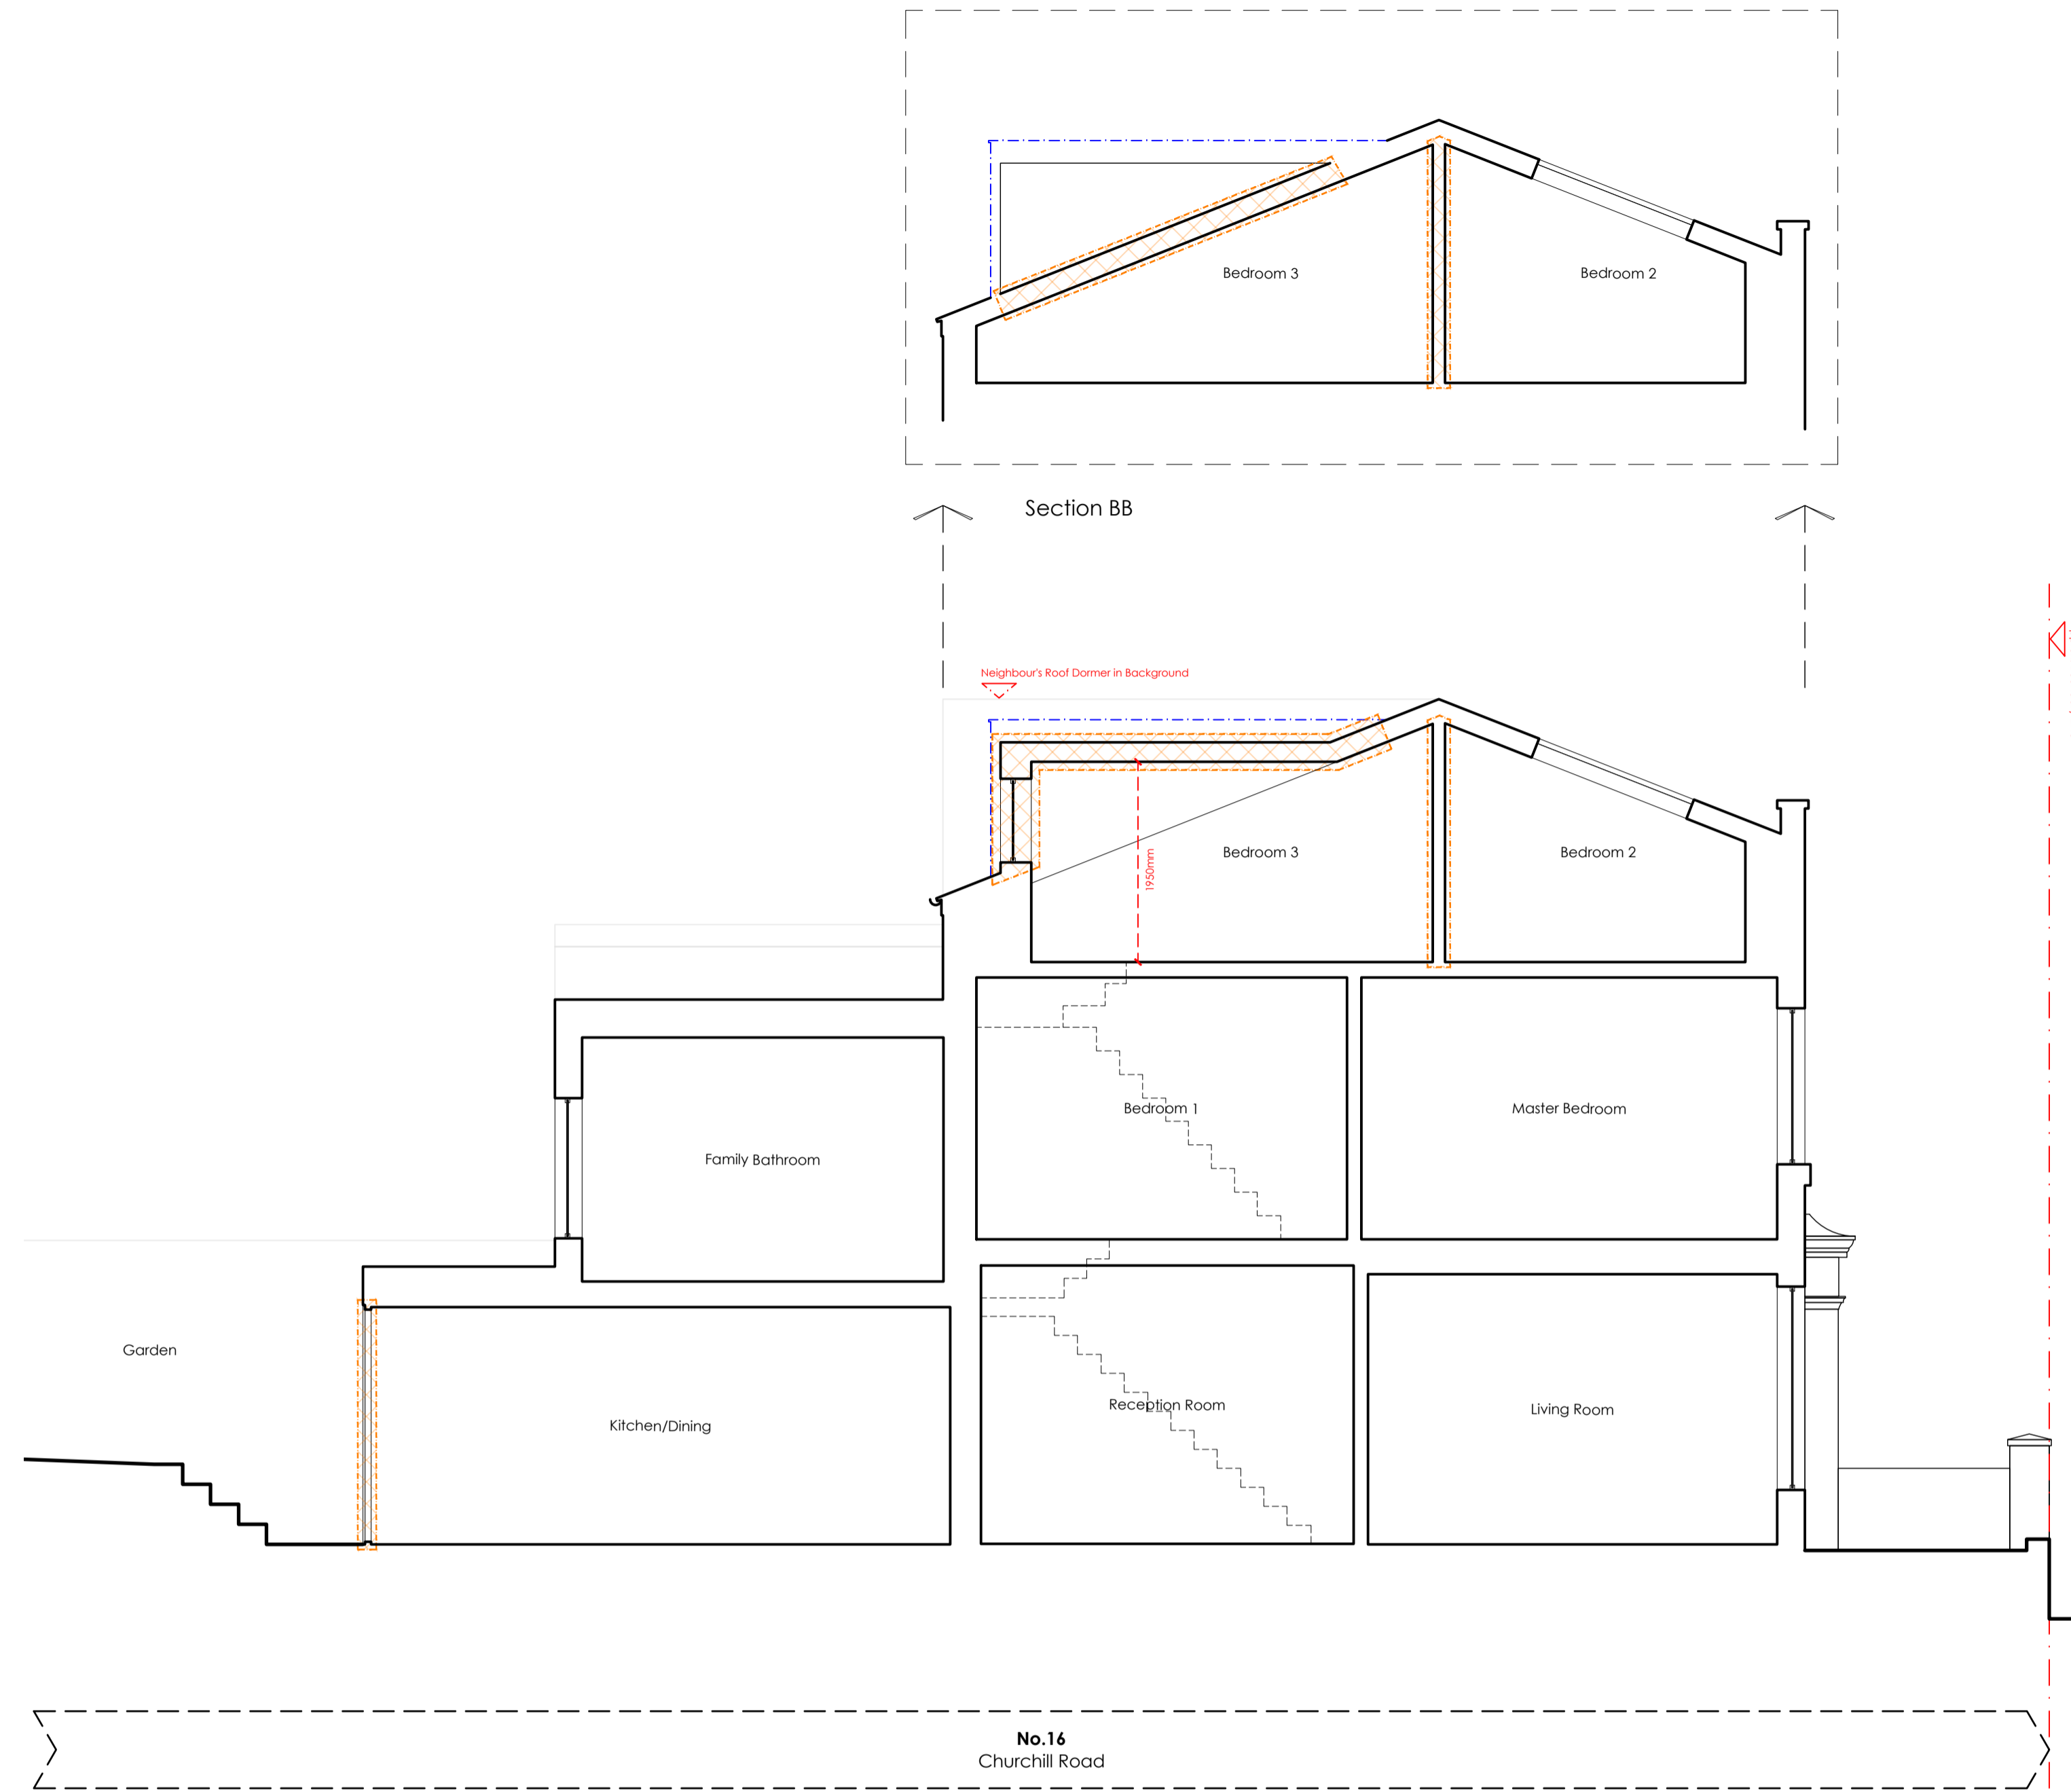 Bedroom 3
Bedroom 2
Section BB
Neighbour's Roof Dormer in Background
Bedroom 3
Bedroom 2
1950mm
Bedroom 1
Master Bedroom
Family Bathroom
Garden
Kitchen/Dining
Reception Room
Living Room
No.16
Churchill Road